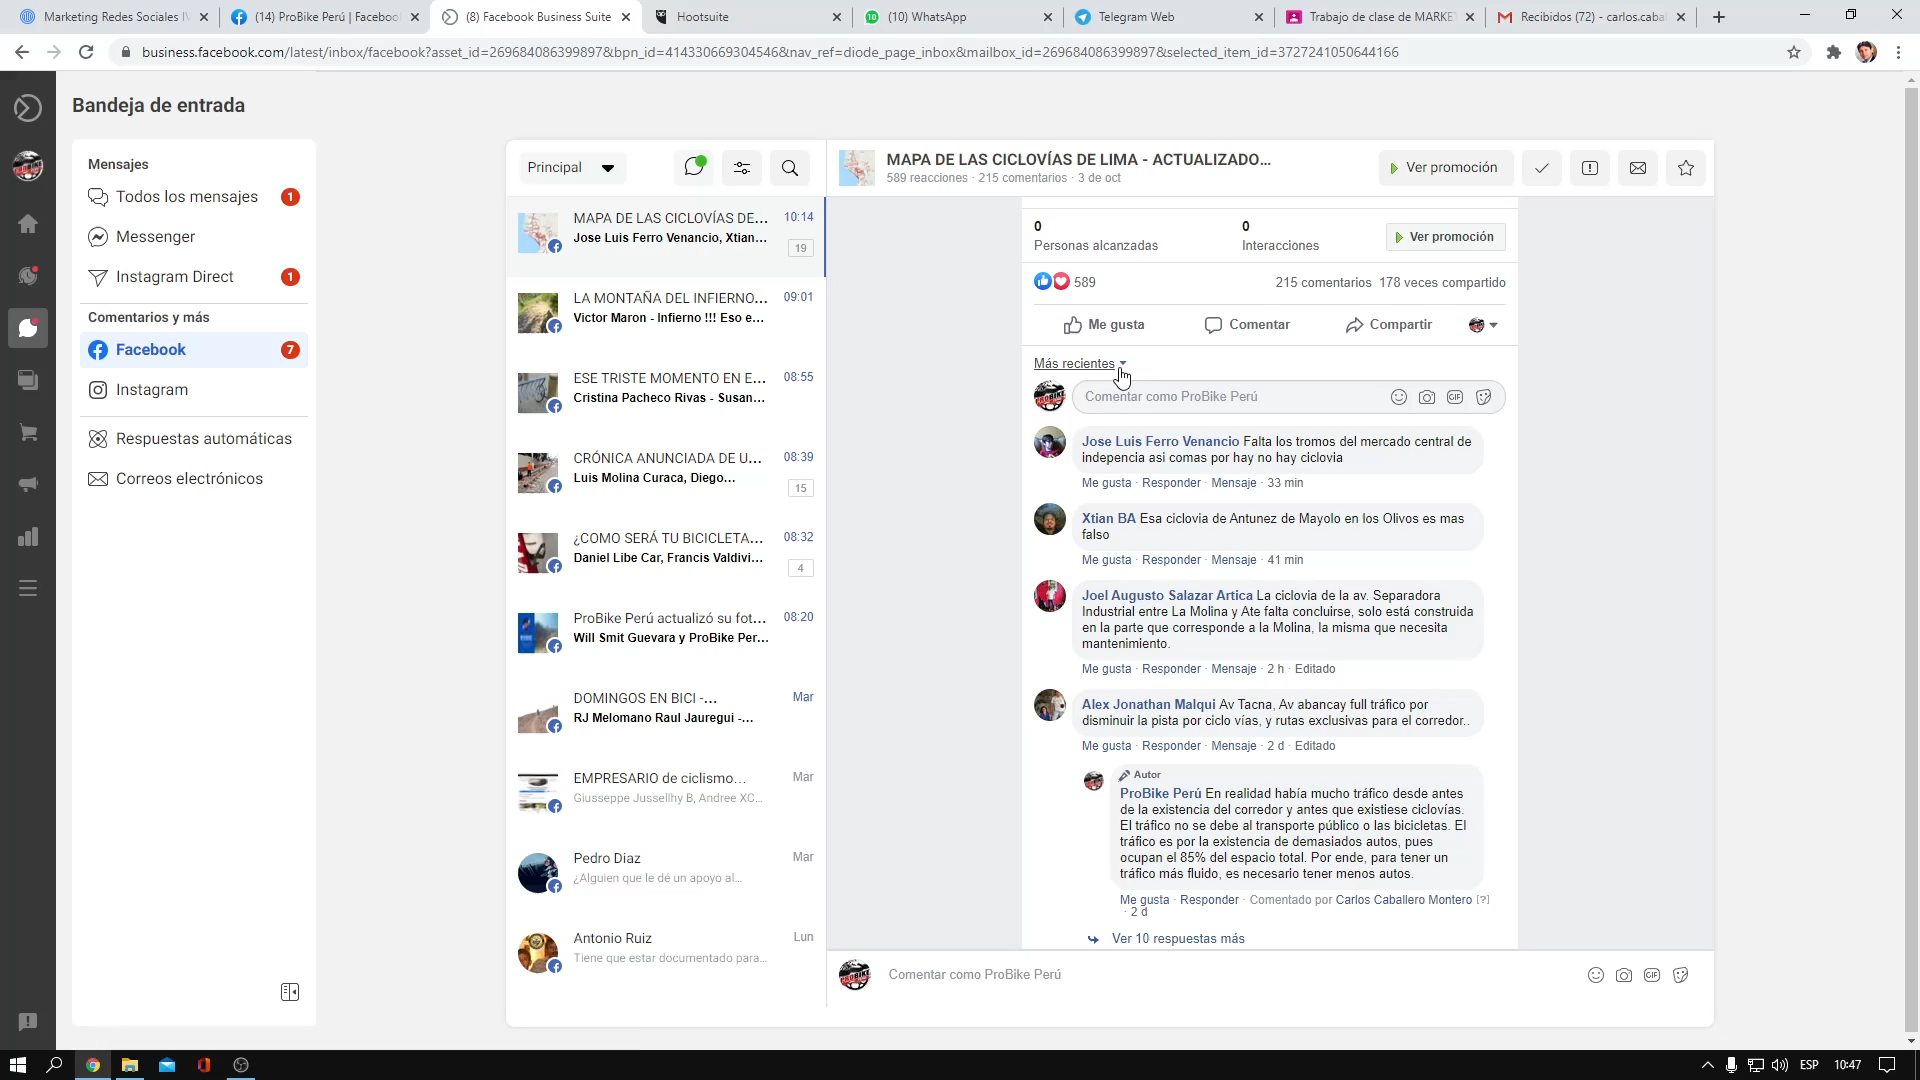 Marketing Redes Sociales IV
(14) ProBike Perú | Facebook
(8) Facebook Business Suite
Hootsuite
(10) WhatsApp
Telegram Web
Trabajo de clase de MARKE
Recibidos (72) - carlos.cabal
business.facebook.com/latest/inbox/facebook?asset_id=269684086399897&bpn_id=414330669304546&nav_ref=diode_page_inbox&mailbox_id=269684086399897&selected_item_id=3727241050644166
Bandeja de entrada
Mensajes
Todos los mensajes 1
Messenger
Instagram Direct 1
Comentarios y más
Facebook 7
Instagram
Respuestas automáticas
Correos electrónicos
Principal
MAPA DE LAS CICLOVÍAS DE... 10:14
Jose Luis Ferro Venancio, Xtian...
19
LA MONTAÑA DEL INFIERNO... 09:01
Victor Maron - Infierno !!! Eso e...
ESE TRISTE MOMENTO EN E... 08:55
Cristina Pacheco Rivas - Susan...
CRÓNICA ANUNCIADA DE U... 08:39
Luis Molina Curaca, Diego...
15
¿COMO SERÁ TU BICICLETA... 08:32
Daniel Libe Car, Francis Valdivi...
4
ProBike Perú actualizó su fot... 08:20
Will Smit Guevara y ProBike Per...
DOMINGOS EN BICI -... Mar
RJ Melomano Raul Jauregui -...
EMPRESARIO de ciclismo... Mar
Giusseppe Jussellhy B, Andree XC...
Pedro Diaz Mar
¿Alguien que le dé un apoyo al...
Antonio Ruiz Lun
Tiene que estar documentado para...
MAPA DE LAS CICLOVÍAS DE LIMA - ACTUALIZADO...
589 reacciones · 215 comentarios · 3 de oct
Ver promoción
0 0
Personas alcanzadas Interacciones Ver promoción
589 215 comentarios 178 veces compartido
Me gusta Comentar Compartir
Más recientes
Comentar como ProBike Perú
GIF
Jose Luis Ferro Venancio Falta los tromos del mercado central de
indepencia asi comas por hay no hay ciclovia
Me gusta · Responder · Mensaje · 33 min
Xtian BA Esa ciclovia de Antunez de Mayolo en los Olivos es mas
falso
Me gusta · Responder · Mensaje · 41 min
Joel Augusto Salazar Artica La ciclovia de la av. Separadora
Industrial entre La Molina y Ate falta concluirse, solo está construida
en la parte que corresponde a la Molina, la misma que necesita
mantenimiento.
Me gusta · Responder · Mensaje · 2 h · Editado
Alex Jonathan Malqui Av Tacna, Av abancay full tráfico por
disminuir la pista por ciclo vías, y rutas exclusivas para el corredor..
Me gusta · Responder · Mensaje · 2 d · Editado
Autor
ProBike Perú En realidad había mucho tráfico desde antes
de la existencia del corredor y antes que existiese ciclovías.
El tráfico no se debe al transporte público o las bicicletas. El
tráfico es por la existencia de demasiados autos, pues
ocupan el 85% del espacio total. Por ende, para tener un
tráfico más fluido, es necesario tener menos autos.
Me gusta · Responder · Comentado por Carlos Caballero Montero [?]
· 2 d
Ver 10 respuestas más
Comentar como ProBike Perú
GIF
ESP 10:47